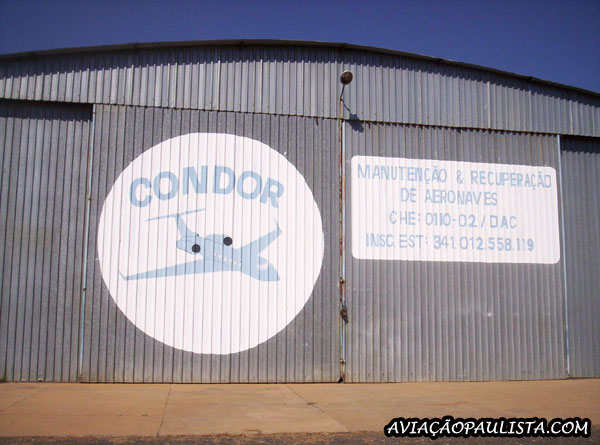 CONDOR
MANUTENÇÃO & RECUPERAÇÃO
DE AERONAVES
CHE: 0110-02 / DAC
INSC. EST: 341.012.558.119
AVIAÇÃOPAULISTA.COM